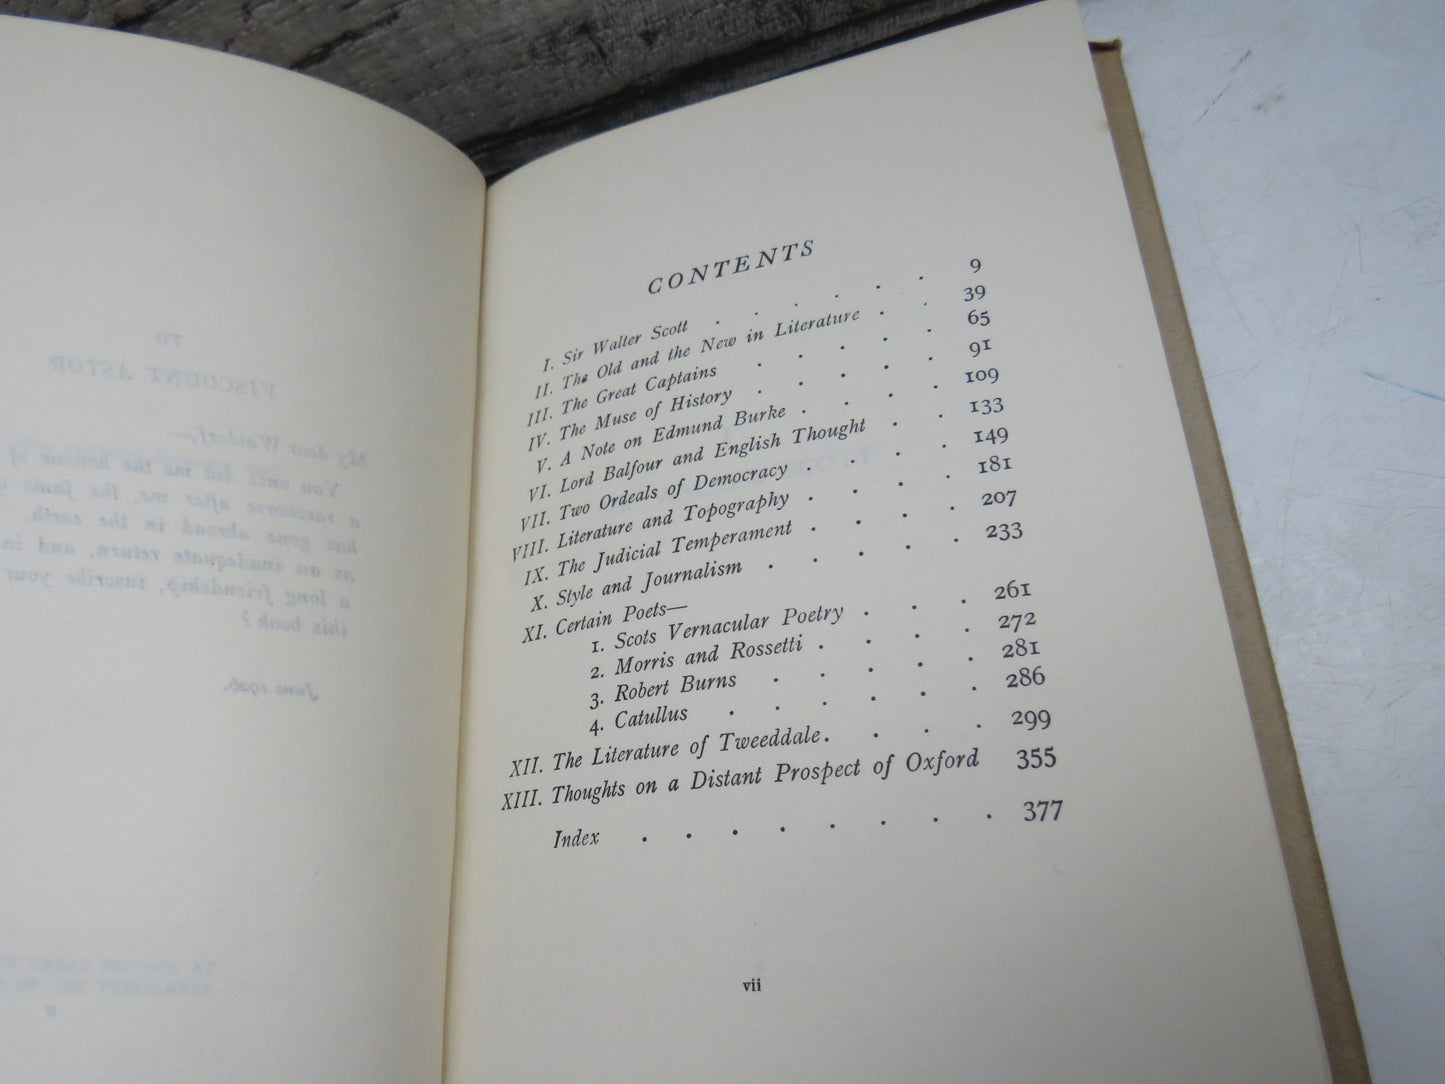 TO
VISCOUNT ASTOR
My dear Waldorf,—
You once did me the honour of
a racehorse after me, the fame
has gone abroad in the earth.
as an inadequate return, and in
a long friendship, inscribe your
this book?
June 1926.
CONTENTS
I. Sir Walter Scott . . . . . . 9
II. The Old and the New in Literature . . 39
III. The Great Captains . . . . 65
IV. The Muse of History . . . . 91
V. A Note on Edmund Burke . . . . 109
VI. Lord Balfour and English Thought . . 133
VII. Two Ordeals of Democracy . . . . 149
VIII. Literature and Topography . . . . 181
IX. The Judicial Temperament . . . . 207
X. Style and Journalism . . . . . 233
XI. Certain Poets—
1. Scots Vernacular Poetry . . . 261
2. Morris and Rossetti . . . . 272
3. Robert Burns . . . . . 281
4. Catullus . . . . . . 286
XII. The Literature of Tweeddale . . . . 299
XIII. Thoughts on a Distant Prospect of Oxford 355
Index . . . . . . . . 377
vii